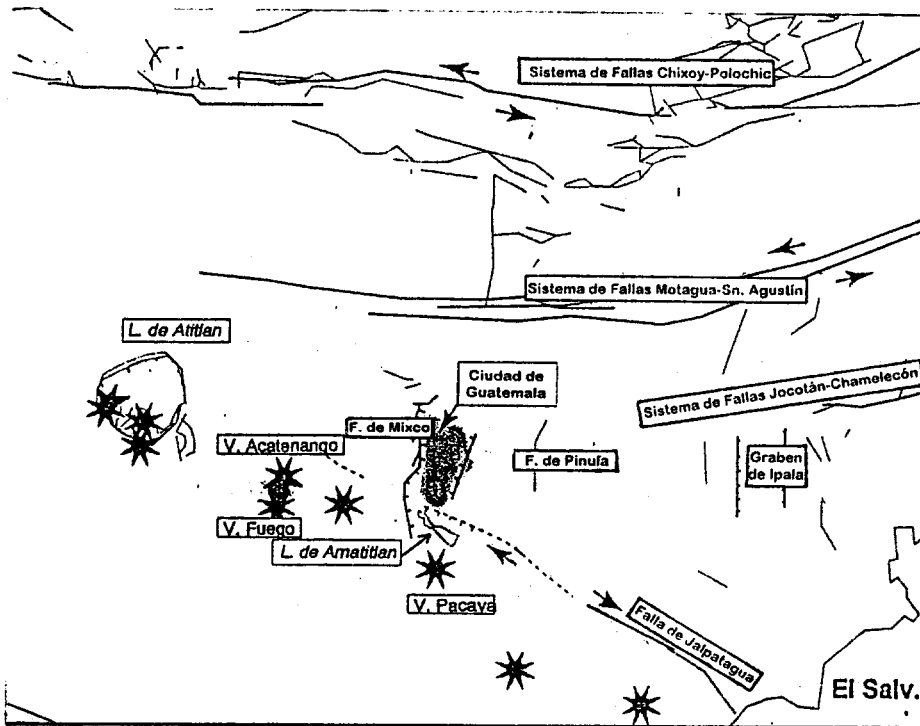 Sistema de Fallas Chixoy-Polochic
Sistema de Fallas Motagua-Sn. Agustín
L. de Atitlan
Ciudad de
Guatemala
Sistema de Fallas Jocotán-Chamelecón
F. de Mixco
V. Acatenango
F. de Pinula
Graben
de Ipala
V. Fuego
L. de Amatitlan
V. Pacaya
Falla de Jalpatagua
El Salv.